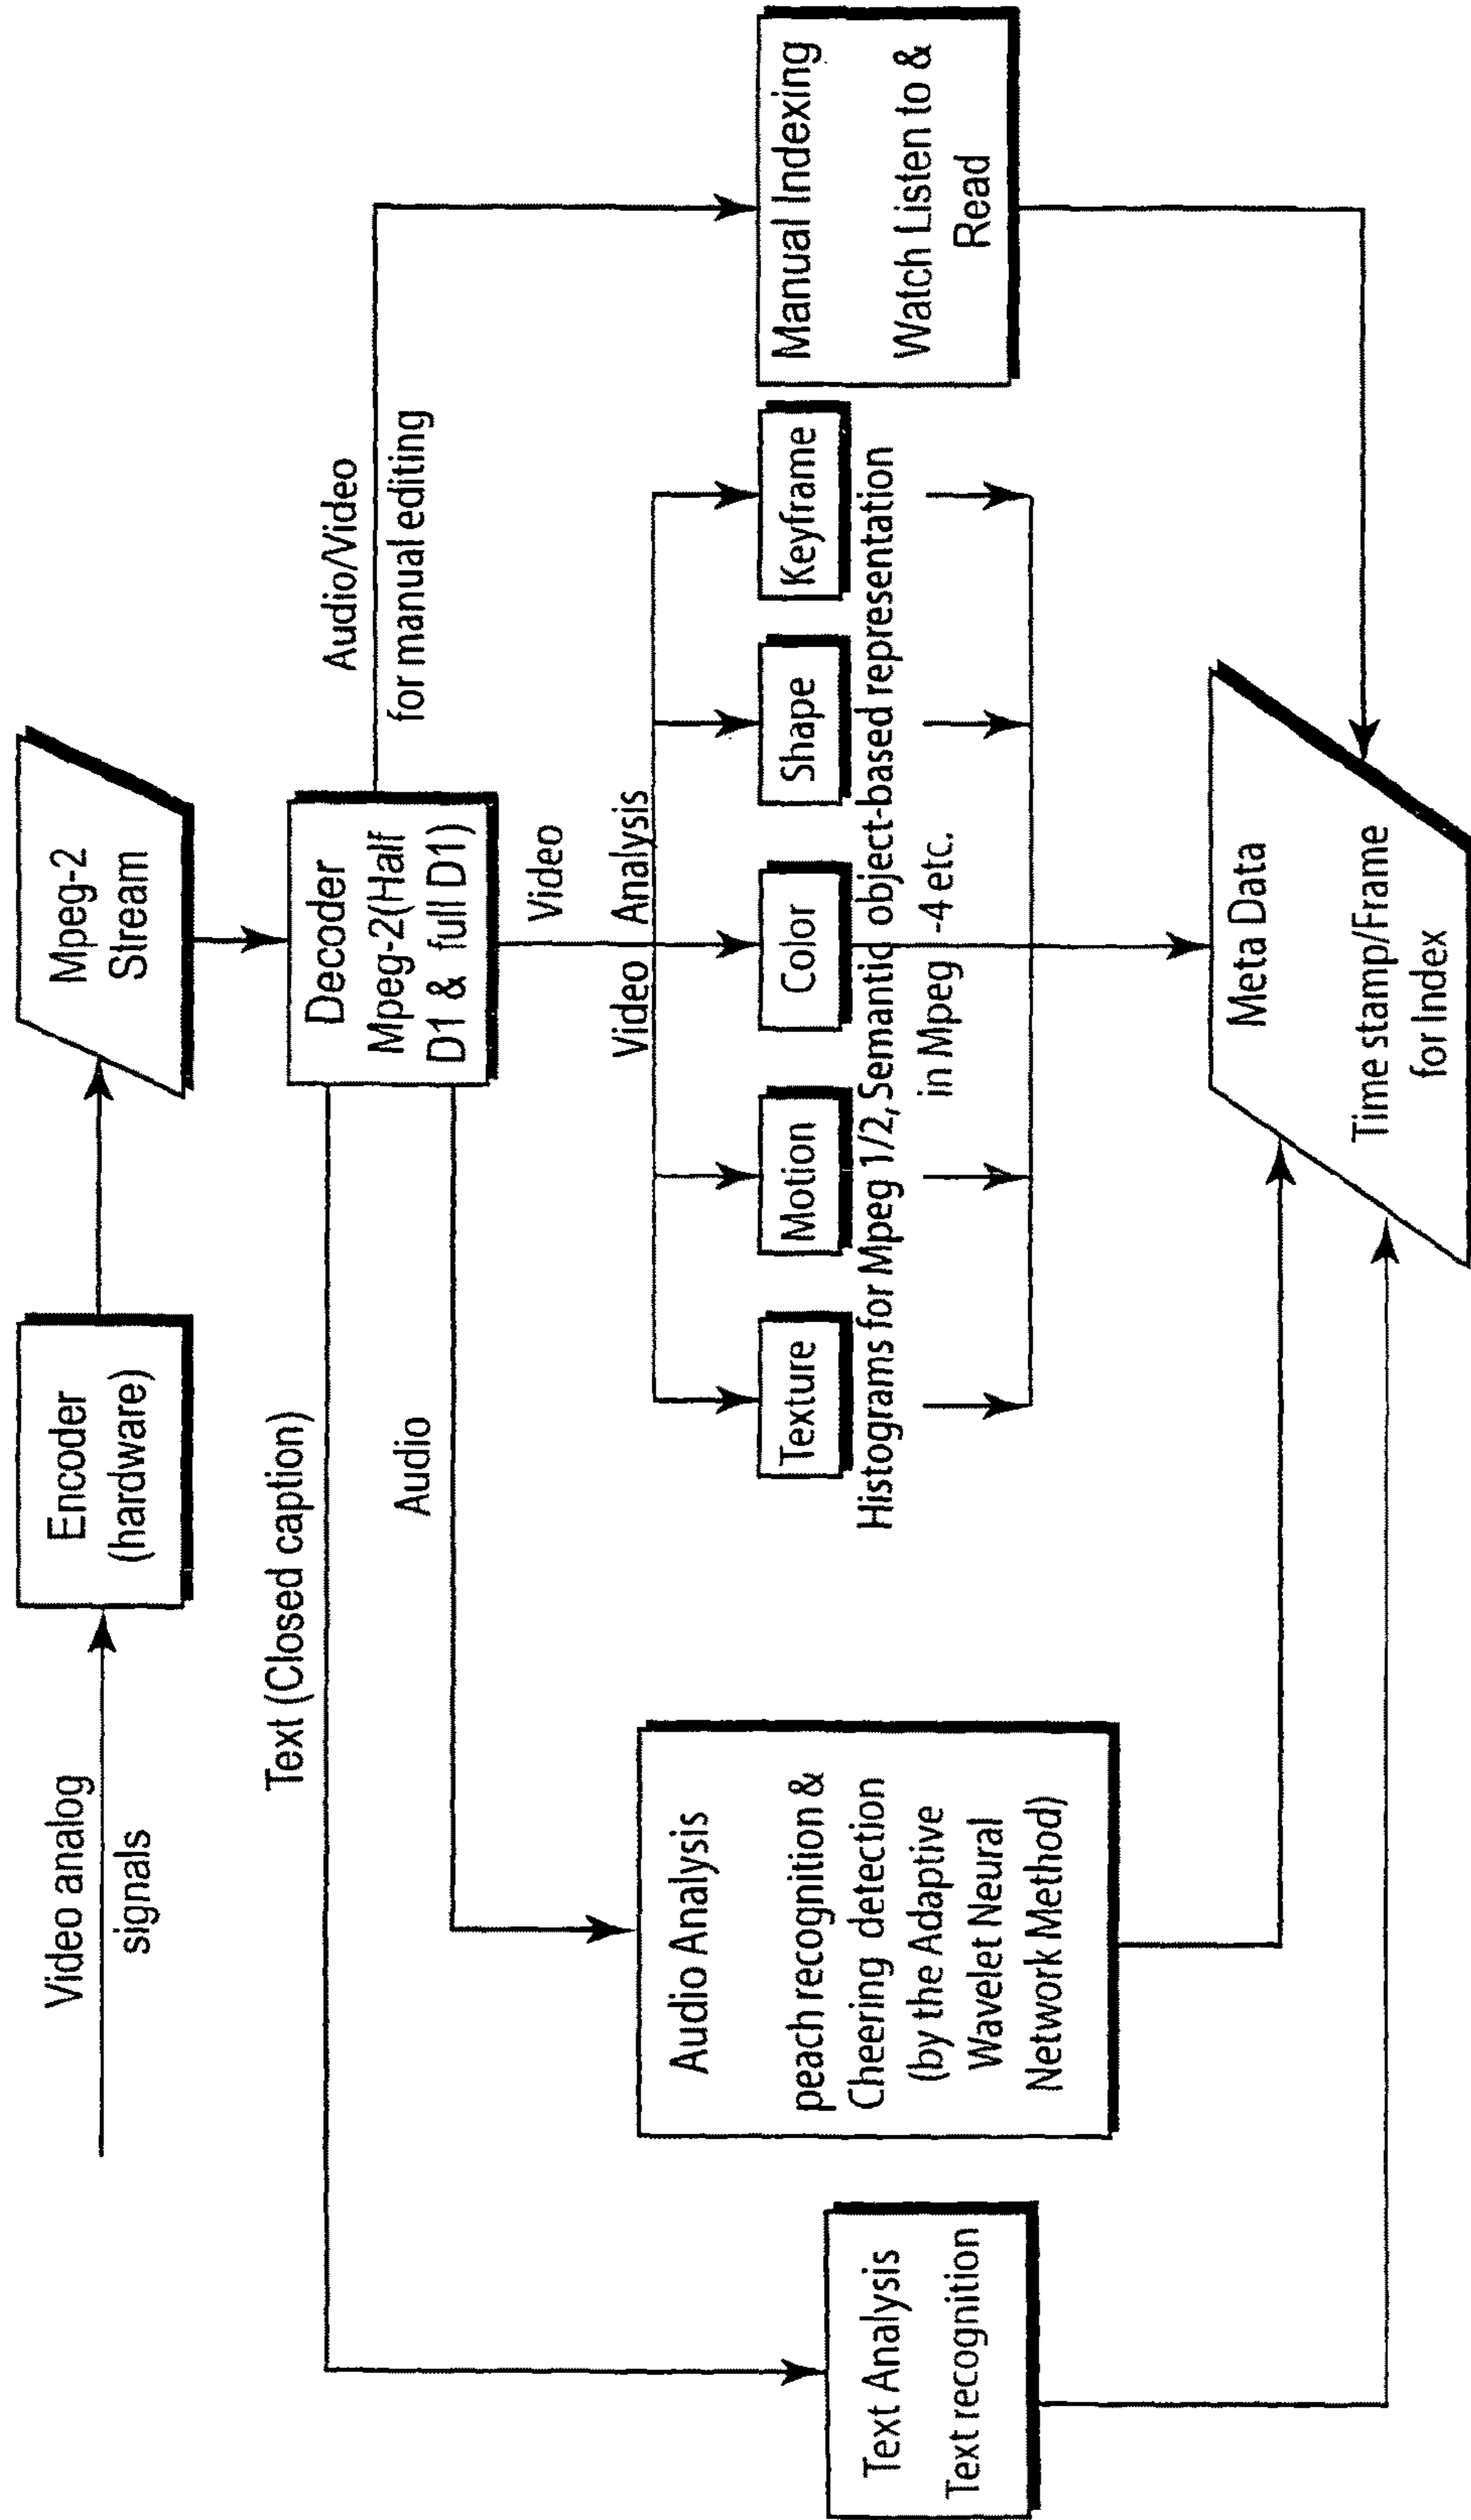 Video analog
signals
Encoder
(hardware)
Mpeg-2
Stream
Text (Closed caption)
Audio
Decoder
Mpeg-2(Half
D1 & full D1)
Audio/Video
for manual editing
Video
Video Analysis
Text Analysis
Text recognition
Audio Analysis
peach recognition &
Cheering detection
(by the Adaptive
Wavelet Neural
Network Method)
Texture
Motion
Color
Shape
Keyframe
Histograms for Mpeg 1/2, Semantic object-based representation
in Mpeg -4 etc.
Manual Indexing
Watch Listen to &
Read
Meta Data
Time stamp/Frame
for Index